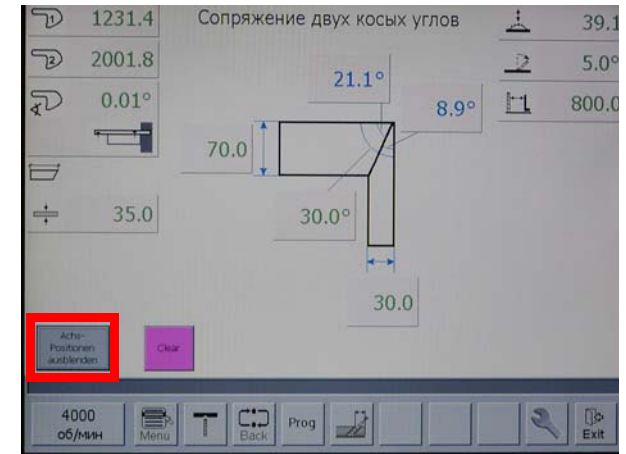 1231.4
Сопряжение двух косых углов
39.1
2001.8
5.0°
0.01°
800.0
21.1°
8.9°
70.0
30.0°
35.0
30.0
Achs-
Positionen
ausblenden
Clear
4000
об/мин
Menu
Back
Prog
Exit